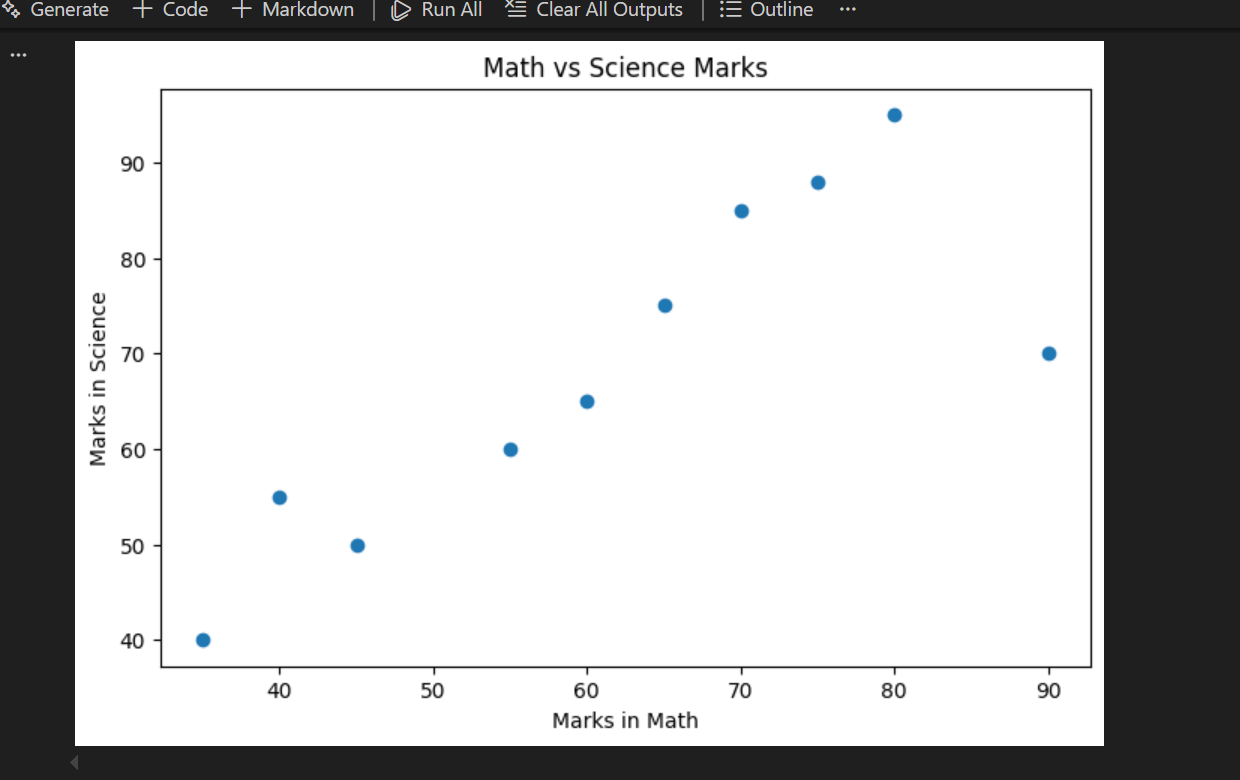 Generate + Code + Markdown Run All Clear All Outputs Outline ...
...
Math vs Science Marks
90
80
70
60
50
40
Marks in Science
40 50 60 70 80 90
Marks in Math